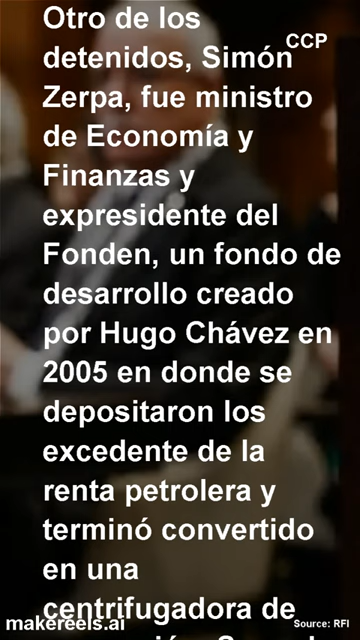 Otro de los
detenidos, Simón
CCP
Zerpa, fue ministro
de Economía y
Finanzas y
expresidente del
Fonden, un fondo de
desarrollo creado
por Hugo Chávez en
2005 en donde se
depositaron los
excedente de la
renta petrolera y
terminó convertido
en una
centrifugadora de
makereels.ai
Source: RFI